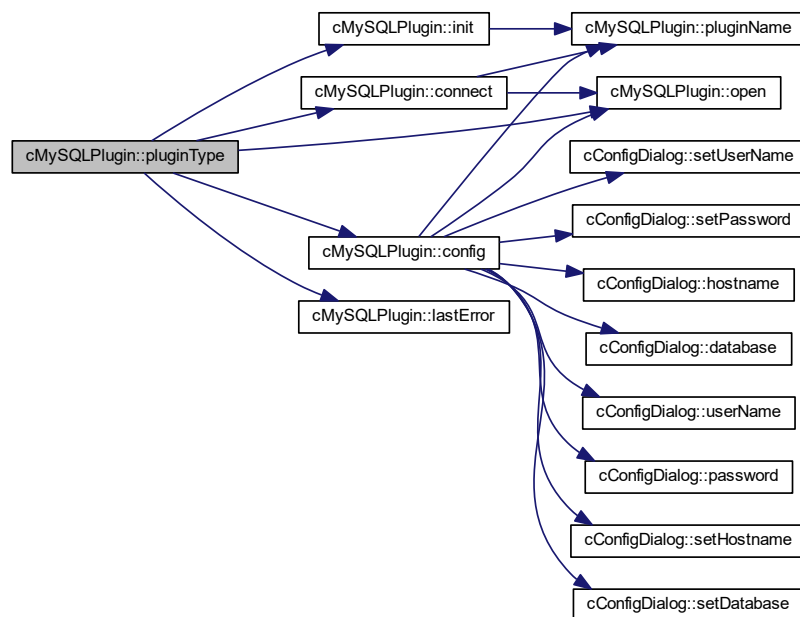 cMySQLPlugin::init
cMySQLPlugin::pluginName
cMySQLPlugin::connect
cMySQLPlugin::open
cMySQLPlugin::pluginType
cConfigDialog::setUserName
cConfigDialog::setPassword
cMySQLPlugin::config
cConfigDialog::hostname
cMySQLPlugin::lastError
cConfigDialog::database
cConfigDialog::userName
cConfigDialog::password
cConfigDialog::setHostname
cConfigDialog::setDatabase